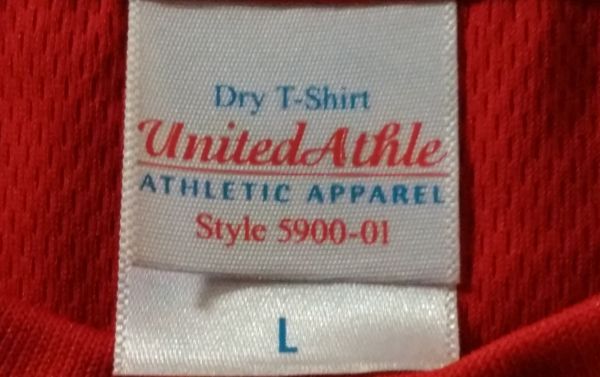 Dry T-Shirt
UnitedAthle
ATHLETIC APPAREL
Style 5900-01
L